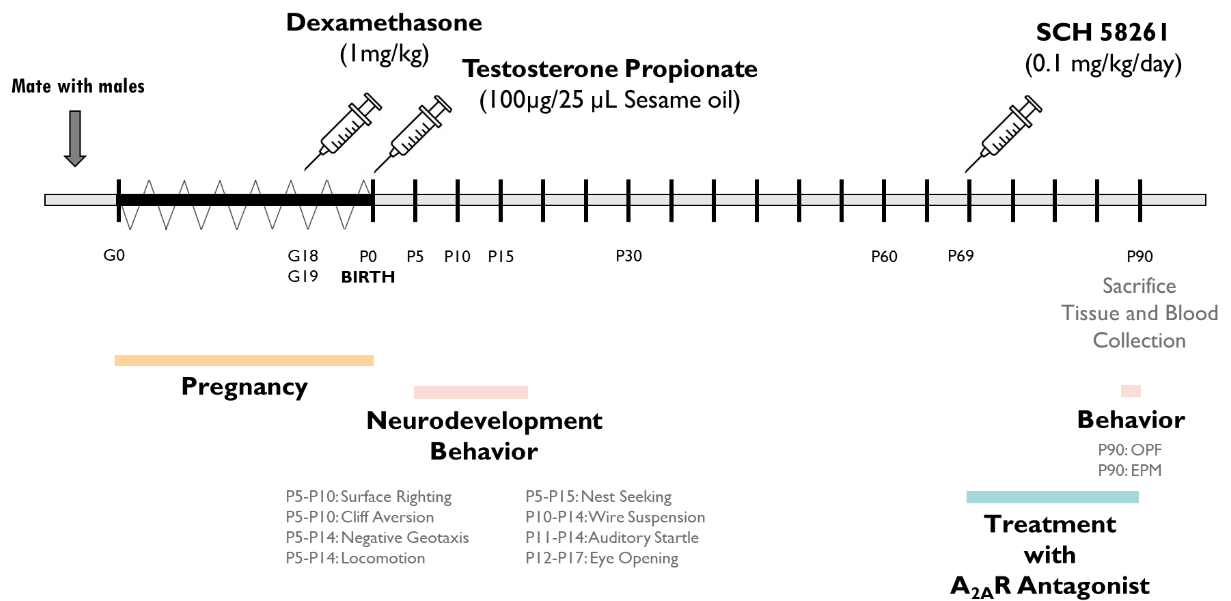 Dexamethasone
(1mg/kg)
SCH 58261
(0.1 mg/kg/day)
Testosterone Propionate
(100µg/25 µL Sesame oil)
Mate with males
G0
G18
G19
P0
BIRTH
P5
P10
P15
P30
P60
P69
P90
Sacrifice
Tissue and Blood
Collection
Pregnancy
Neurodevelopment
Behavior
P5-P10: Surface Righting
P5-P10: Cliff Aversion
P5-P14: Negative Geotaxis
P5-P14: Locomotion
P5-P15: Nest Seeking
P10-P14: Wire Suspension
P11-P14: Auditory Startle
P12-P17: Eye Opening
Behavior
P90: OPF
P90: EPM
Treatment
with
A₂ₐR Antagonist